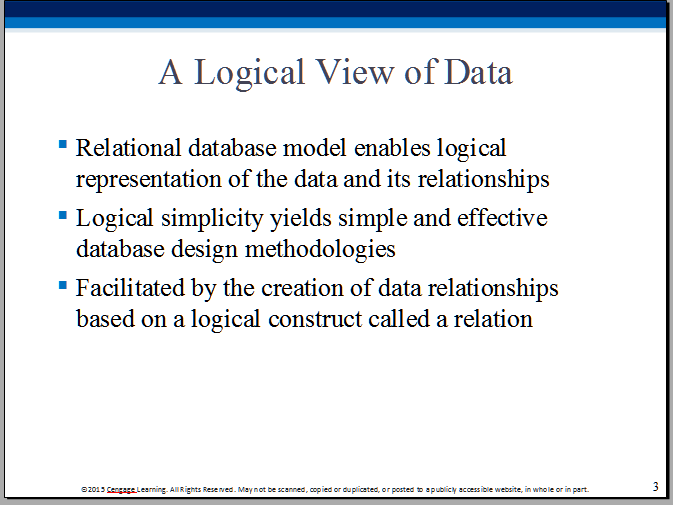 A Logical View of Data
▪ Relational database model enables logical
representation of the data and its relationships
▪ Logical simplicity yields simple and effective
database design methodologies
▪ Facilitated by the creation of data relationships
based on a logical construct called a relation
©2015 Cengage Learning. All Rights Reserved. May not be scanned, copied or duplicated, or posted to a publicly accessible website, in whole or in part.
3